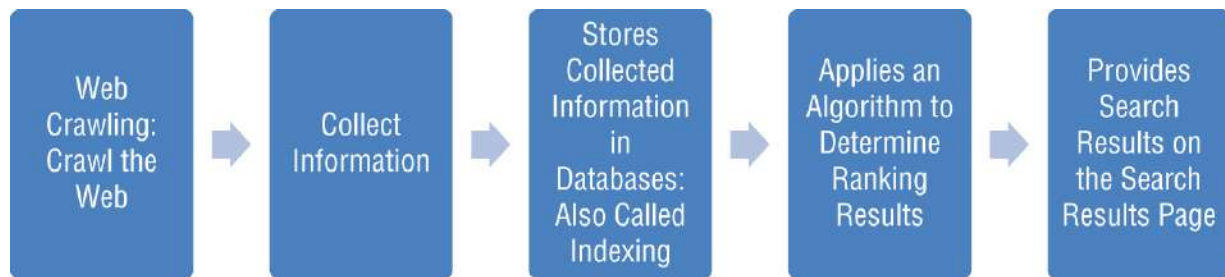 Web
Crawling:
Crawl the
Web
Collect
Information
Stores
Collected
Information
in
Databases:
Also Called
Indexing
Applies an
Algorithm to
Determine
Ranking
Results
Provides
Search
Results on
the Search
Results Page